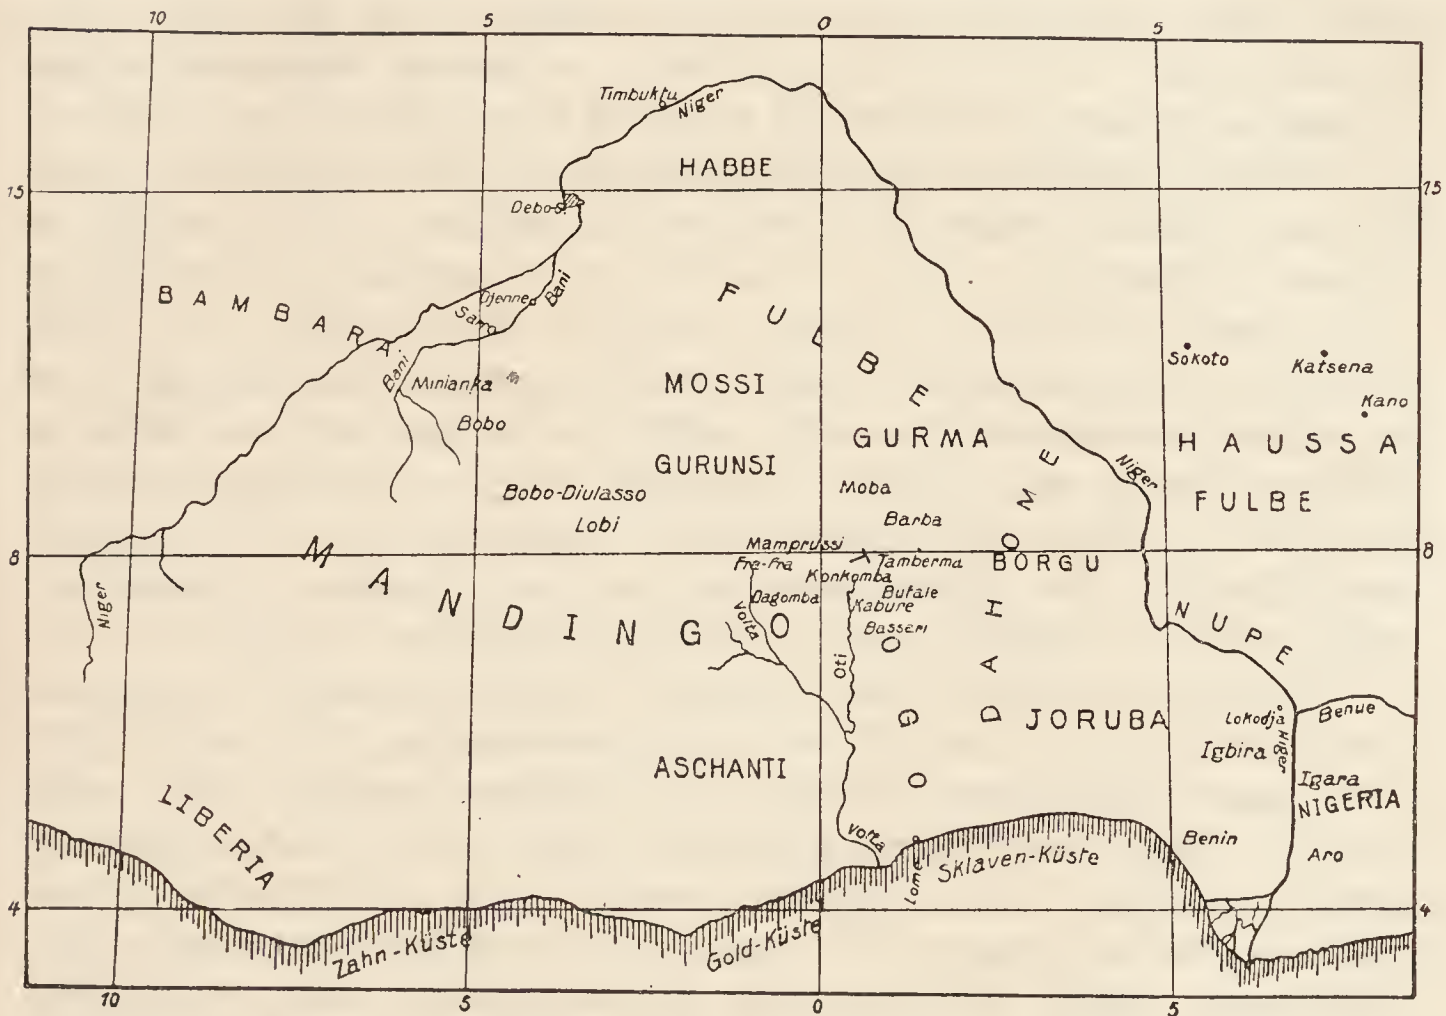 10 5 0 5
Timbuktu
Niger
HABBE
15 15
Debo-S.
BAMBARA
Djenne
Bani
Sarro
FULBE
Sokoto
Katsena
Bani
Minianka
MOSSI
Kano
Bobo
GURMA
HAUSSA
GURUNSI
Niger
Bobo-Diulasso
Moba
FULBE
Lobi
Barba
Mamprussi
8 8
Fra-Fra
Tamberma
BORGU
Konkomba
MANDINGO
Niger
Dagomba
Bufale
Kabure
Volta
Basseri
NUPE
Oti
TOGO
DAHOME
JORUBA
Lokodja
Benue
Niger
Igbira
ASCHANTI
Igara
NIGERIA
LIBERIA
Volta
Benin
Aro
Lome
Sklaven-Küste
4 4
Zahn-Küste
Gold-Küste
10 5 0 5